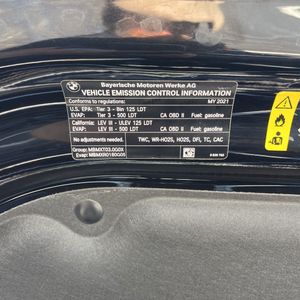 Bayerische Motoren Werke AG
VEHICLE EMISSION CONTROL INFORMATION
Conforms to regulations: MY 2021
U.S. EPA: Tier 3 - Bin 125 LDT
EVAP: Tier 3 - 500 LDT CA OBD II Fuel: gasoline
California: LEV III - ULEV 125 LDT
EVAP: LEV III - 500 LDT CA OBD II Fuel: gasoline
No adjustments needed. TWC, WR-HO2S, HO2S, DFI, TC, CAC
Group: MBMXT03.0G0X
Evap: MBMXR0160G05